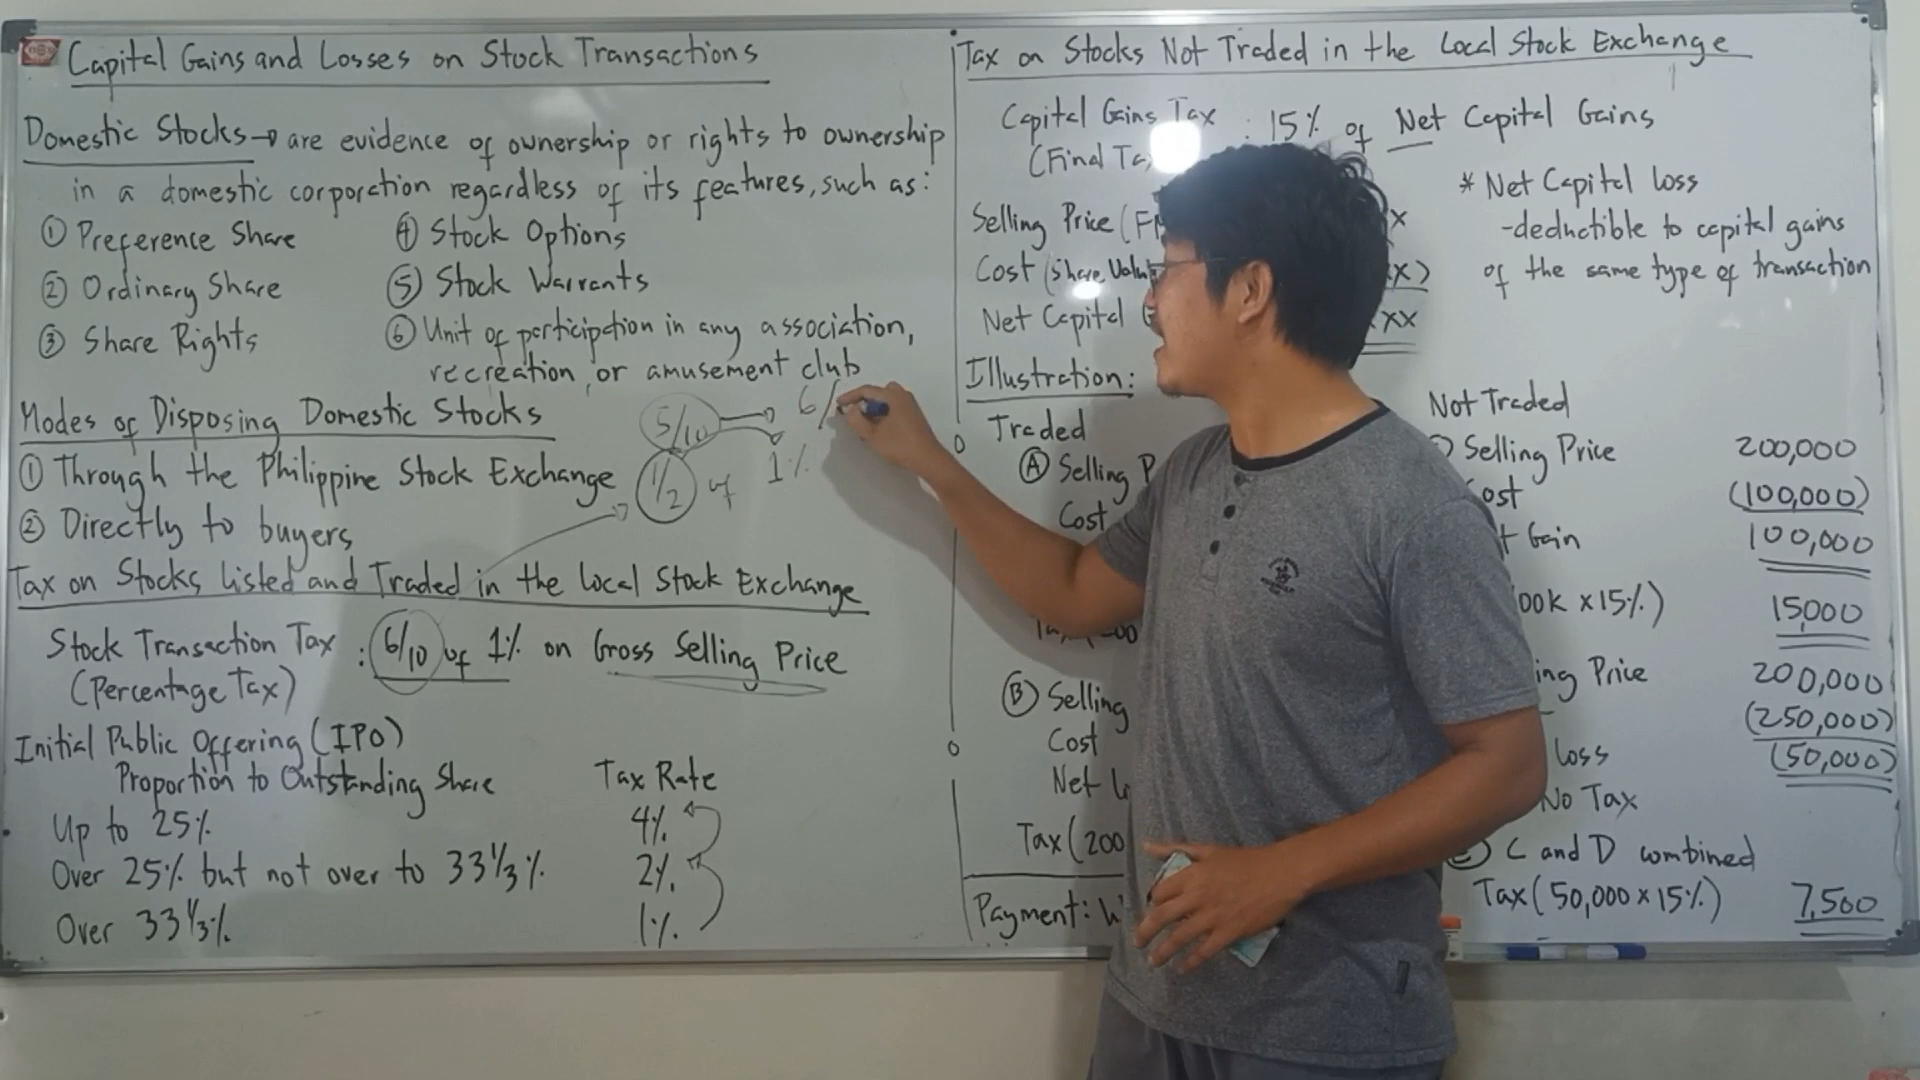 NBS
Capital Gains and Losses on Stock Transactions
Domestic Stocks → are evidence of ownership or rights to ownership
in a domestic corporation regardless of its features, such as:
① Preference Share
② Ordinary Share
③ Share Rights
④ Stock Options
⑤ Stock Warrants
⑥ Unit of participation in any association,
recreation, or amusement club
Modes of Disposing Domestic Stocks
① Through the Philippine Stock Exchange
② Directly to buyers
5/10 → 6/
1/2 of 1%
Tax on Stocks Listed and Traded in the Local Stock Exchange
Stock Transaction Tax : 6/10 of 1% on Gross Selling Price
(Percentage Tax)
Initial Public Offering (IPO)
Proportion to Outstanding Share Tax Rate
Up to 25% 4%
Over 25% but not over to 33 1/3% 2%
Over 33 1/3% 1%
Tax on Stocks Not Traded in the Local Stock Exchange
Capital Gains Tax : 15% of Net Capital Gains
(Final
Selling Price
Cost (Share x)
Net Capital xx
* Net Capital loss
-deductible to capital gains
of the same type of transaction
Illustration:
Traded
Ⓐ Selling
Cost
Ⓑ Selling
Cost
Net
Tax (200
Payment:
Not Traded
Selling Price 200,000
Cost (100,000)
Gain 100,000
00K x15%) 15,000
Price 200,000
(250,000)
loss (50,000)
No Tax
C and D combined
Tax (50,000 x 15%) 7,500